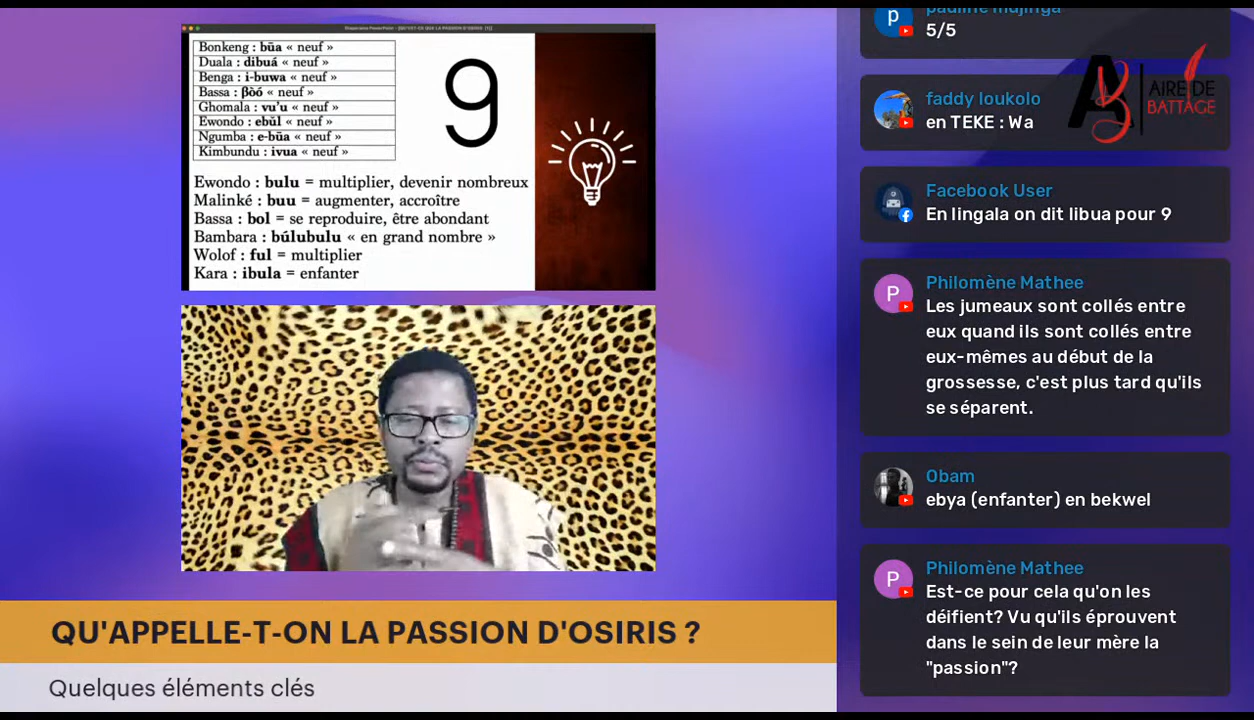 Bonkeng : būa « neuf »
Duala : dibuá « neuf »
Benga : i-buwa « neuf »
Bassa : βòó « neuf »
Ghomala : vu'u « neuf »
Ewondo : ebŭl « neuf »
Ngumba : e-būa « neuf »
Kimbundu : ivua « neuf »
9
Ewondo : bulu = multiplier, devenir nombreux
Malinké : buu = augmenter, accroître
Bassa : bol = se reproduire, être abondant
Bambara : búlubulu « en grand nombre »
Wolof : ful = multiplier
Kara : ibula = enfanter
QU'APPELLE-T-ON LA PASSION D'OSIRIS ?
Quelques éléments clés
pauline mujinga
5/5
AB
AIRE DE
BATTAGE
faddy loukolo
en TEKE : Wa
Facebook User
En lingala on dit libua pour 9
P
Philomène Mathee
Les jumeaux sont collés entre
eux quand ils sont collés entre
eux-mêmes au début de la
grossesse, c'est plus tard qu'ils
se séparent.
Obam
ebya (enfanter) en bekwel
P
Philomène Mathee
Est-ce pour cela qu'on les
déifient? Vu qu'ils éprouvent
dans le sein de leur mère la
"passion"?